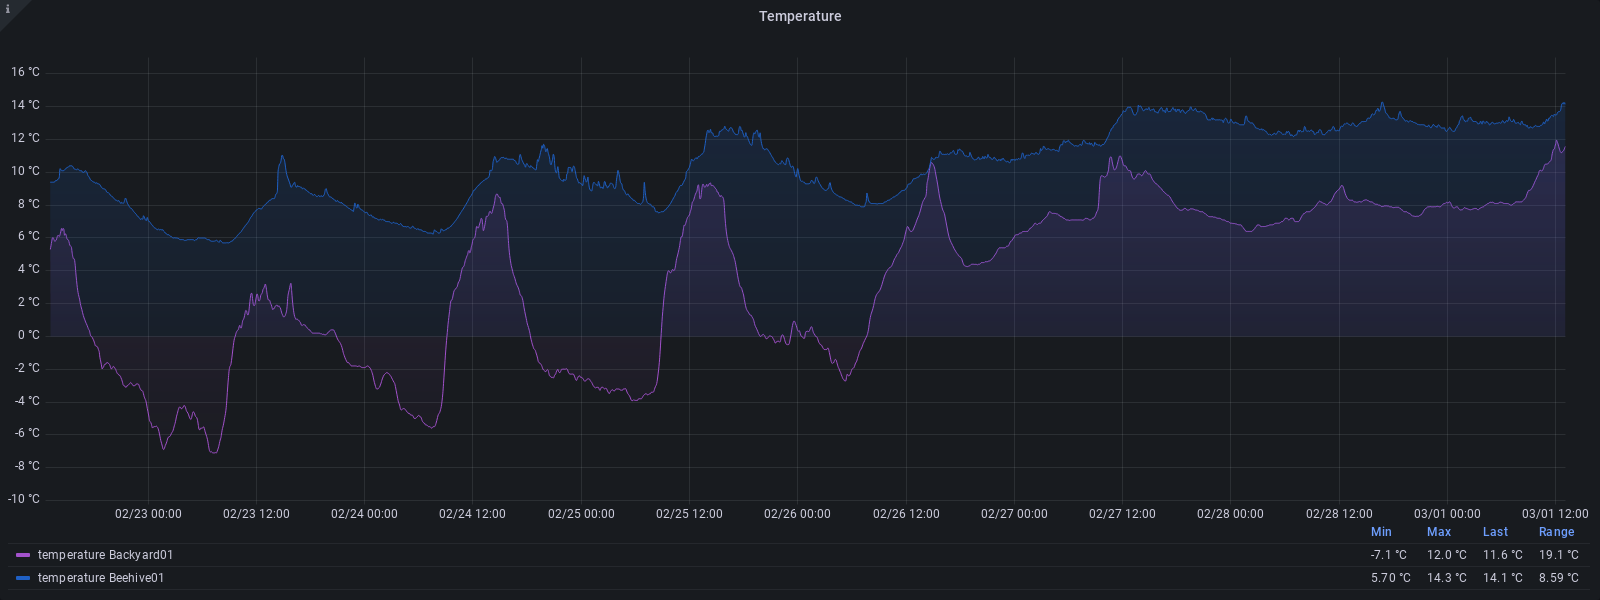 i
Temperature
16 °C
14 °C
12 °C
10 °C
8 °C
6 °C
4 °C
2 °C
0 °C
-2 °C
-4 °C
-6 °C
-8 °C
-10 °C
02/23 00:00 02/23 12:00 02/24 00:00 02/24 12:00 02/25 00:00 02/25 12:00 02/26 00:00 02/26 12:00 02/27 00:00 02/27 12:00 02/28 00:00 02/28 12:00 03/01 00:00 03/01 12:00
Min Max Last Range
temperature Backyard01 -7.1 °C 12.0 °C 11.6 °C 19.1 °C
temperature Beehive01 5.70 °C 14.3 °C 14.1 °C 8.59 °C